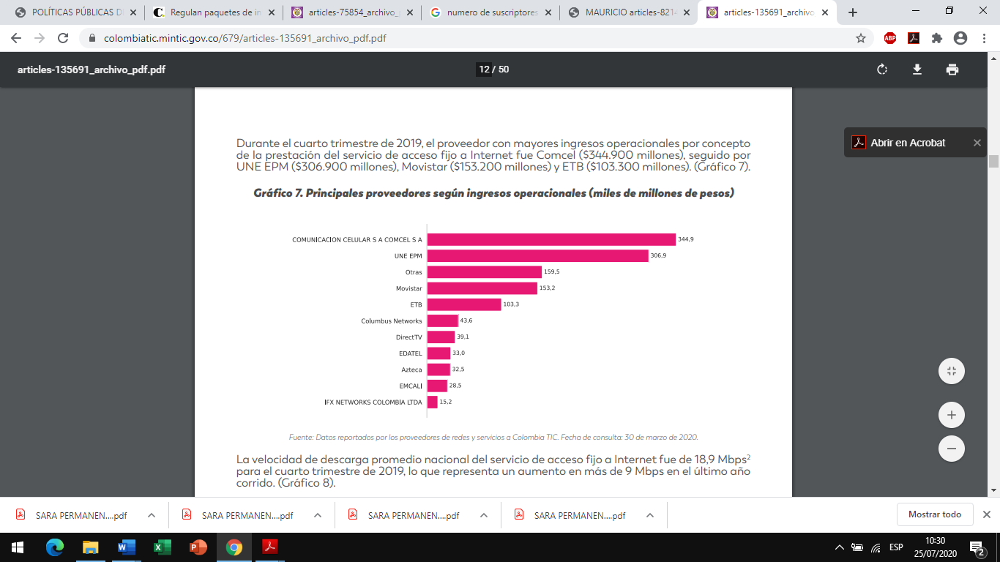 POLÍTICAS PÚBLICAS D
Regulan paquetes de in
articles-75854_archivo_
numero de suscriptores
MAURICIO articles-821
articles-135691_archivo
colombiatic.mintic.gov.co/679/articles-135691_archivo_pdf.pdf
ABP
articles-135691_archivo_pdf.pdf
12 / 50
Abrir en Acrobat
Durante el cuarto trimestre de 2019, el proveedor con mayores ingresos operacionales por concepto
de la prestación del servicio de acceso fijo a Internet fue Comcel ($344.900 millones), seguido por
UNE EPM ($306.900 millones), Movistar ($153.200 millones) y ETB ($103.300 millones). (Gráfico 7).
Gráfico 7. Principales proveedores según ingresos operacionales (miles de millones de pesos)
COMUNICACION CELULAR S A COMCEL S A 344,9
UNE EPM 306,9
Otras 159,5
Movistar 153,2
ETB 103,3
Columbus Networks 43,6
DirectTV 39,1
EDATEL 33,0
Azteca 32,5
EMCALI 28,5
IFX NETWORKS COLOMBIA LTDA 15,2
Fuente: Datos reportados por los proveedores de redes y servicios a Colombia TIC. Fecha de consulta: 30 de marzo de 2020.
La velocidad de descarga promedio nacional del servicio de acceso fijo a Internet fue de 18,9 Mbps²
para el cuarto trimestre de 2019, lo que representa un aumento en más de 9 Mbps en el último año
corrido. (Gráfico 8).
SARA PERMANEN....pdf
SARA PERMANEN....pdf
SARA PERMANEN....pdf
SARA PERMANEN....pdf
Mostrar todo
ESP
10:30
25/07/2020
2